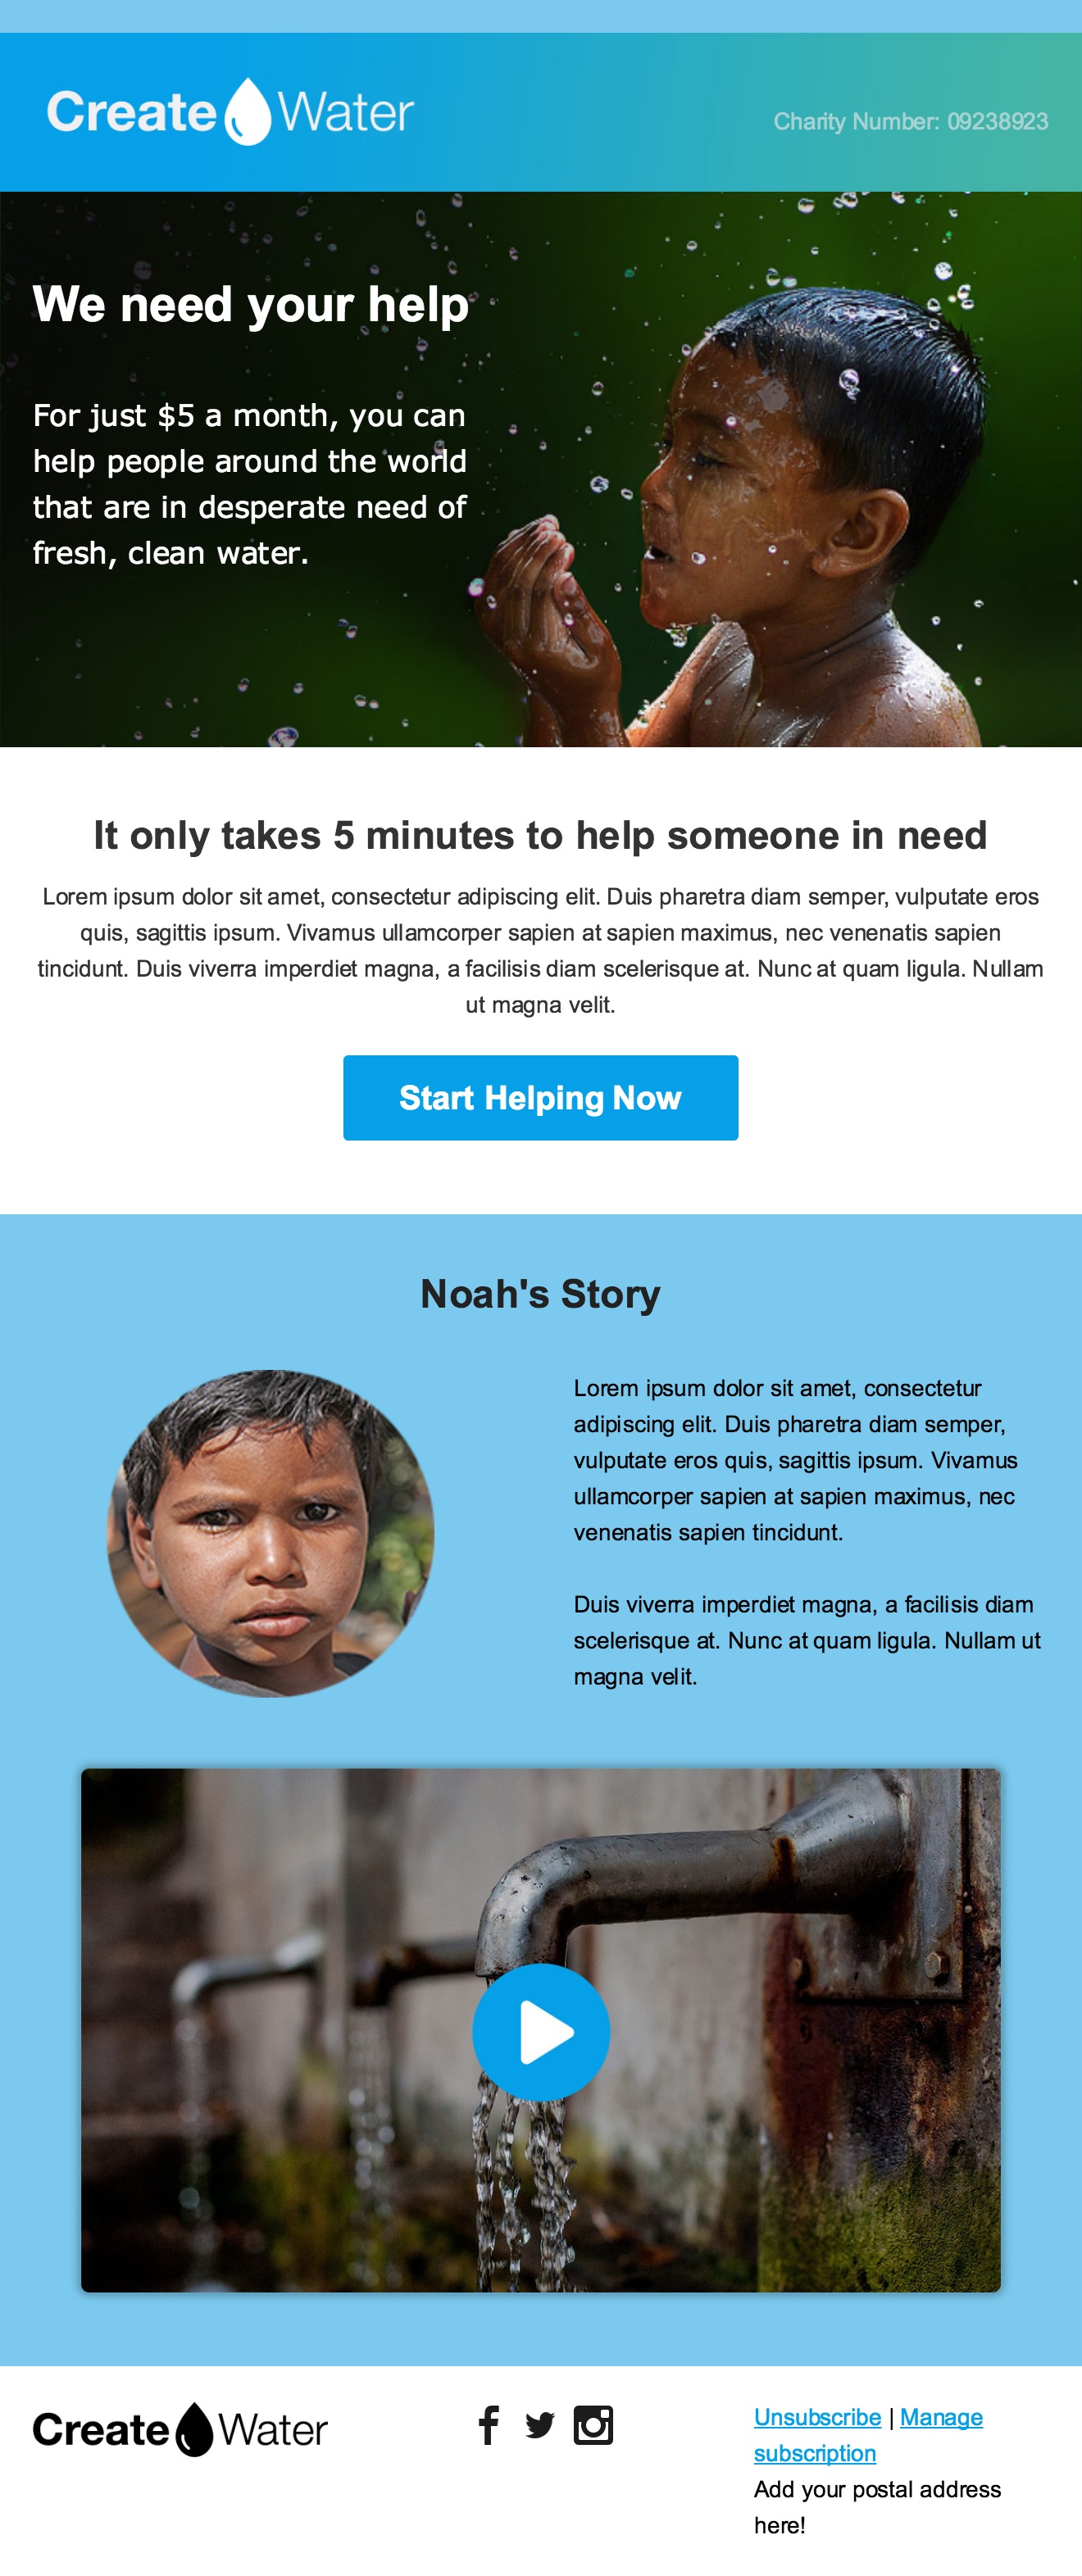 Create Water
Charity Number: 09238923
We need your help
For just $5 a month, you can
help people around the world
that are in desperate need of
fresh, clean water.
It only takes 5 minutes to help someone in need
Lorem ipsum dolor sit amet, consectetur adipiscing elit. Duis pharetra diam semper, vulputate eros
quis, sagittis ipsum. Vivamus ullamcorper sapien at sapien maximus, nec venenatis sapien
tincidunt. Duis viverra imperdiet magna, a facilisis diam scelerisque at. Nunc at quam ligula. Nullam
ut magna velit.
Start Helping Now
Noah's Story
Lorem ipsum dolor sit amet, consectetur
adipiscing elit. Duis pharetra diam semper,
vulputate eros quis, sagittis ipsum. Vivamus
ullamcorper sapien at sapien maximus, nec
venenatis sapien tincidunt.
Duis viverra imperdiet magna, a facilisis diam
scelerisque at. Nunc at quam ligula. Nullam ut
magna velit.
Create Water
Unsubscribe | Manage
subscription
Add your postal address
here!